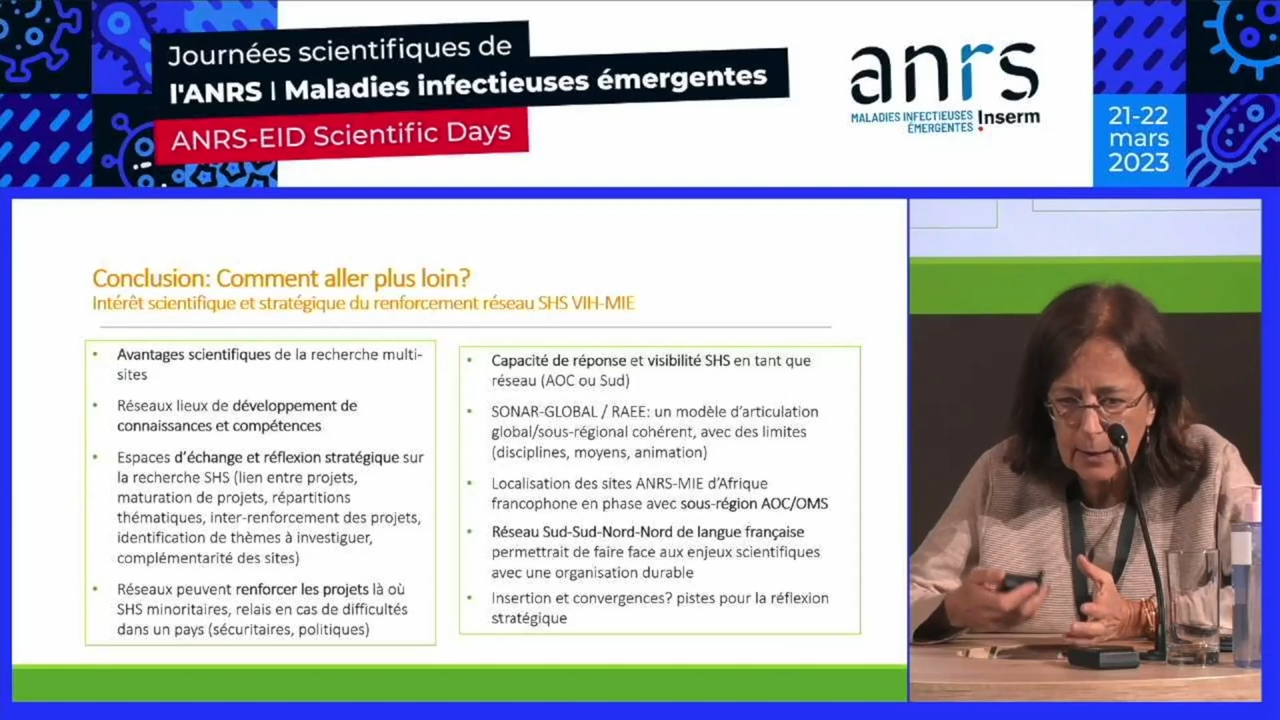 Journées scientifiques de
l'ANRS | Maladies infectieuses émergentes
ANRS-EID Scientific Days
anrs
MALADIES INFECTIEUSES
ÉMERGENTES
Inserm
21-22
mars
2023
Conclusion: Comment aller plus loin?
Intérêt scientifique et stratégique du renforcement réseau SHS VIH-MIE
• Avantages scientifiques de la recherche multi-
sites
• Réseaux lieux de développement de
connaissances et compétences
• Espaces d'échange et réflexion stratégique sur
la recherche SHS (lien entre projets,
maturation de projets, répartitions
thématiques, inter-renforcement des projets,
identification de thèmes à investiguer,
complémentarité des sites)
• Réseaux peuvent renforcer les projets là où
SHS minoritaires, relais en cas de difficultés
dans un pays (sécuritaires, politiques)
• Capacité de réponse et visibilité SHS en tant que
réseau (AOC ou Sud)
• SONAR-GLOBAL / RAEE: un modèle d'articulation
global/sous-régional cohérent, avec des limites
(disciplines, moyens, animation)
• Localisation des sites ANRS-MIE d'Afrique
francophone en phase avec sous-région AOC/OMS
• Réseau Sud-Sud-Nord-Nord de langue française
permettrait de faire face aux enjeux scientifiques
avec une organisation durable
• Insertion et convergences? pistes pour la réflexion
stratégique